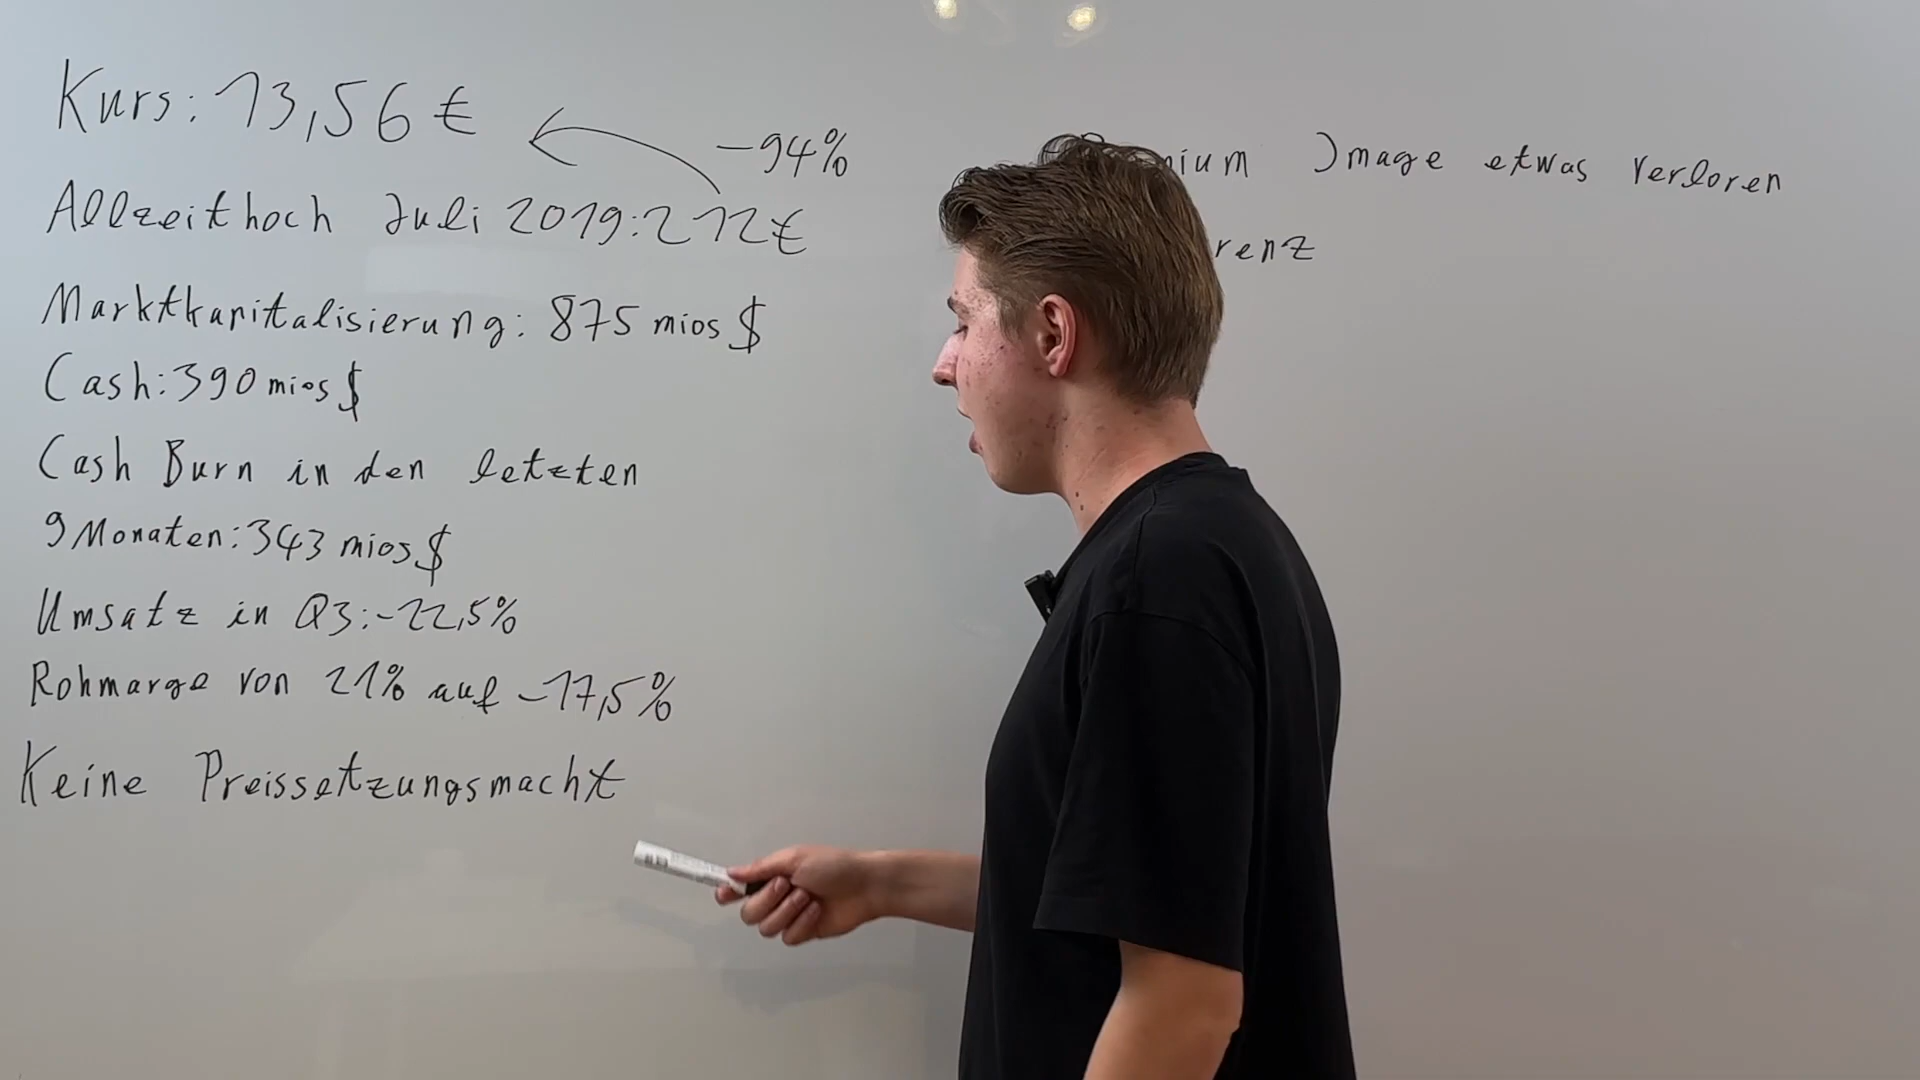 Kurs: 13,56 €
-94%
Allzeithoch Juli 2019: 212€
Marktkapitalisierung: 875 mios $
Cash: 390 mios $
Cash Burn in den letzten
9 Monaten: 343 mios $
Umsatz in Q3: -22,5%
Rohmarge von 21% auf -17,5%
Keine Preissetzungsmacht
Image etwas verloren